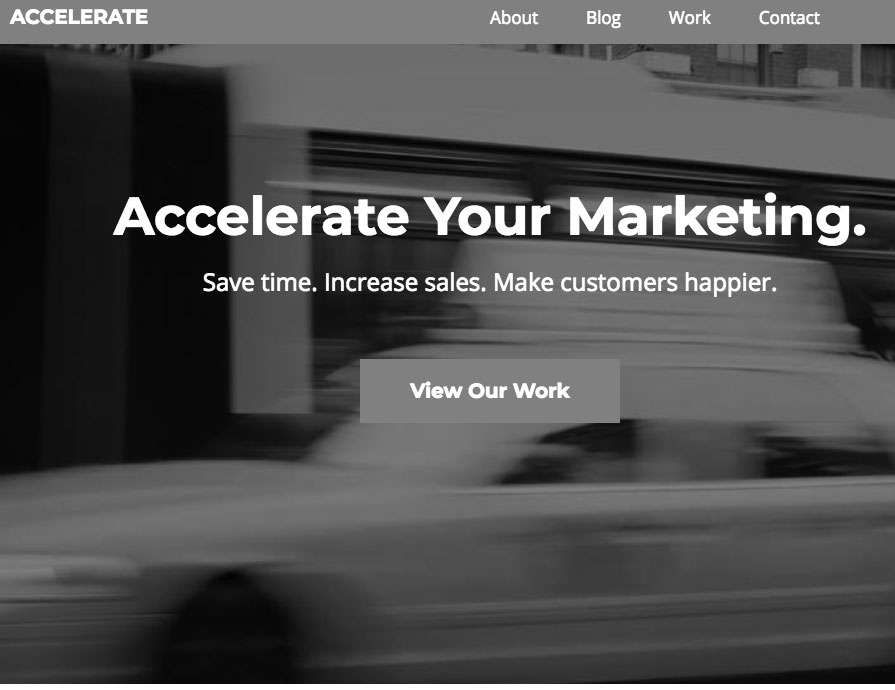 ACCELERATE
About Blog Work Contact
Accelerate Your Marketing.
Save time. Increase sales. Make customers happier.
View Our Work